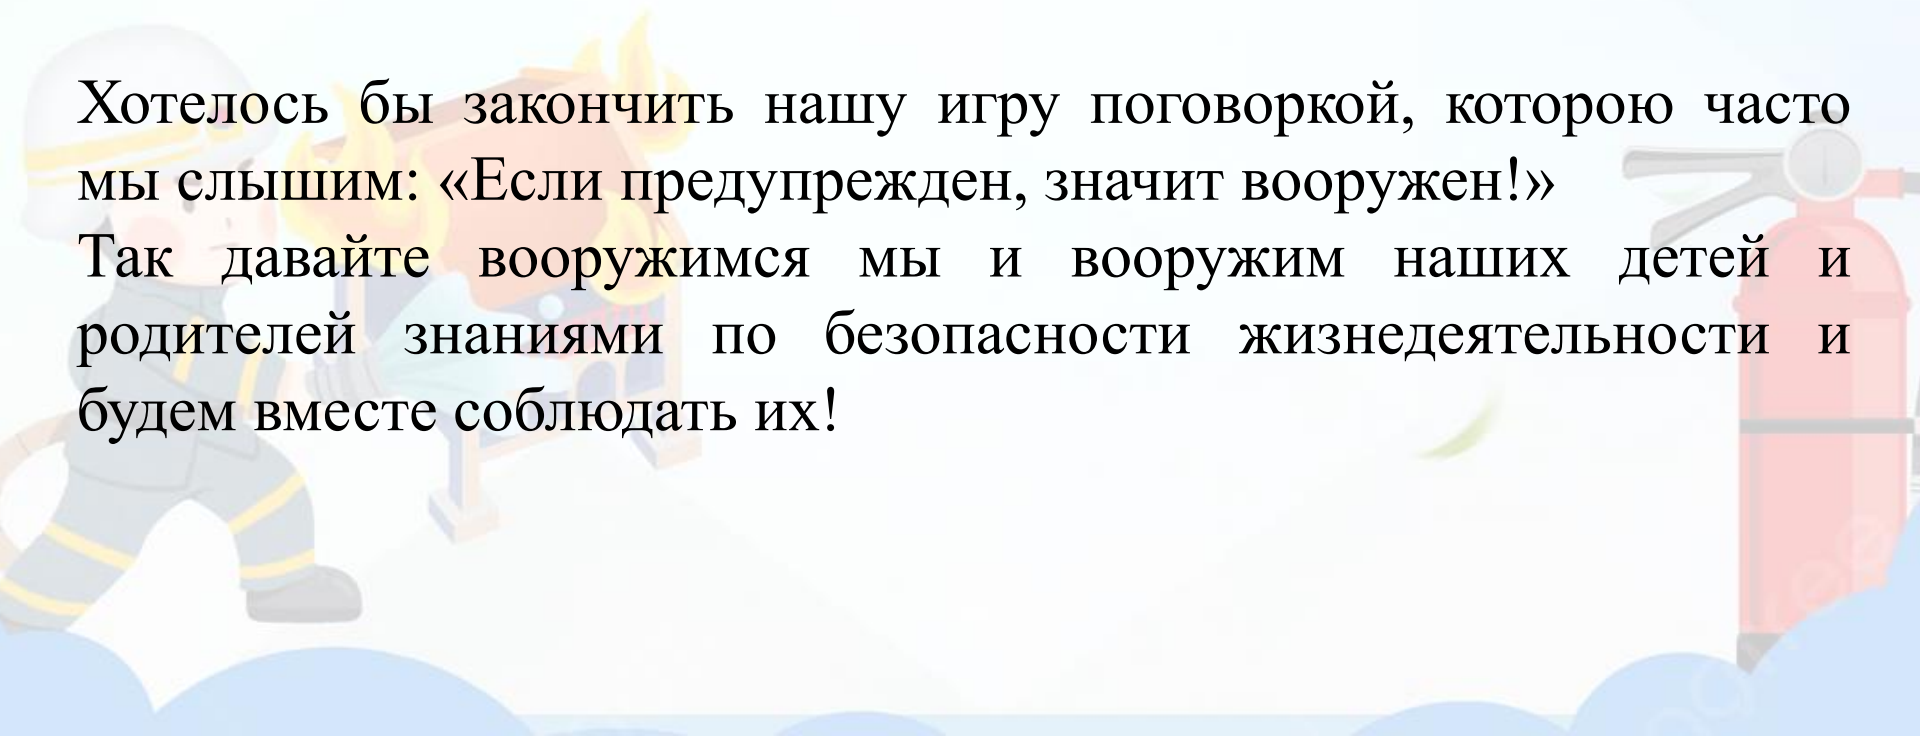 Хотелось бы закончить нашу игру поговоркой, которою часто
мы слышим: «Если предупрежден, значит вооружен!»
Так давайте вооружимся мы и вооружим наших детей и
родителей знаниями по безопасности жизнедеятельности и
будем вместе соблюдать их!